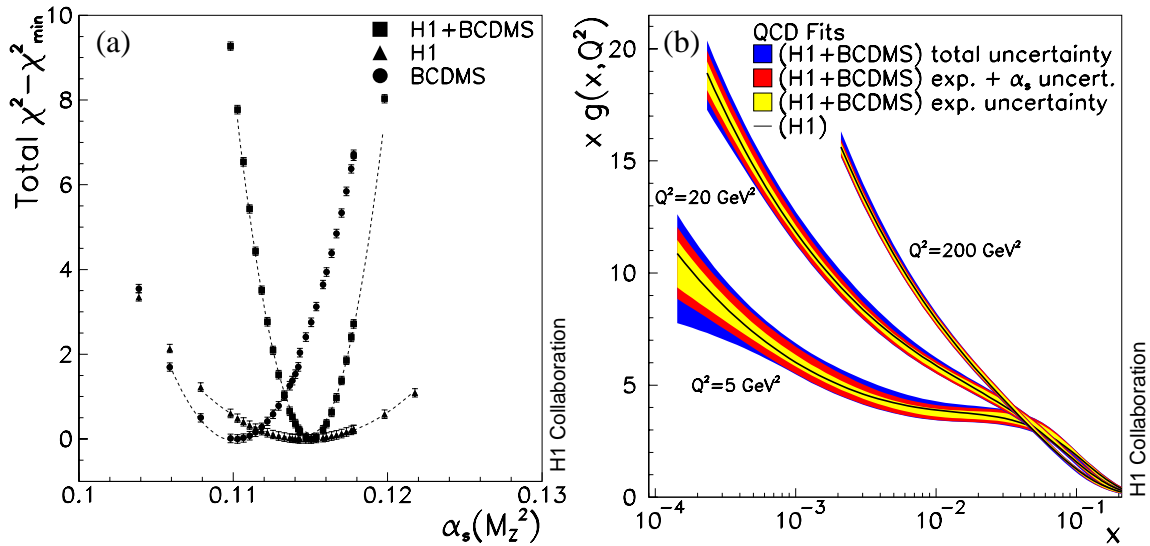 (a)
H1+BCDMS
H1
BCDMS
Total χ²−χ²min
10
8
6
4
2
0
0.1
0.11
0.12
0.13
αs(MZ²)
H1 Collaboration
(b)
QCD Fits
(H1+BCDMS) total uncertainty
(H1+BCDMS) exp. + αs uncert.
(H1+BCDMS) exp. uncertainty
(H1)
x g(x,Q²)
20
15
10
5
0
Q²=20 GeV²
Q²=200 GeV²
Q²=5 GeV²
10⁻⁴
10⁻³
10⁻²
10⁻¹
x
H1 Collaboration